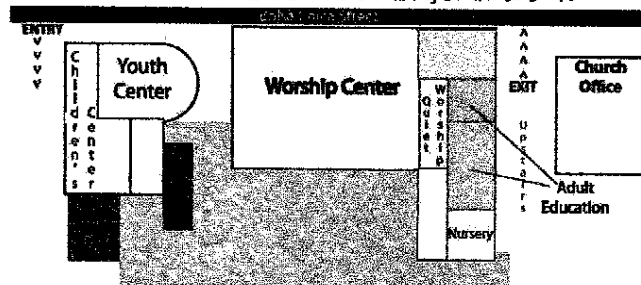 ENTRY
Youth
Center
Children's
Center
Worship Center
Quiet
Worship
EXIT
Upstairs
Church
Office
Adult
Education
Nursery